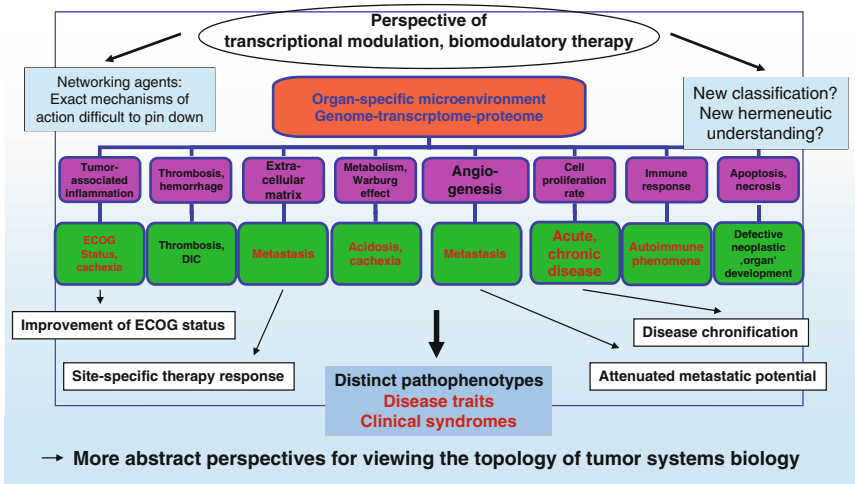 Perspective of
transcriptional modulation, biomodulatory therapy
Networking agents:
Exact mechanisms of
action difficult to pin down
New classification?
New hermeneutic
understanding?
Organ-specific microenvironment
Genome-transcrptome-proteome
Tumor-
associated
inflammation
Thrombosis,
hemorrhage
Extra-
cellular
matrix
Metabolism,
Warburg
effect
Angio-
genesis
Cell
proliferation
rate
Immune
response
Apoptosis,
necrosis
ECOG
Status,
cachexia
Thrombosis,
DIC
Metastasis
Acidosis,
cachexia
Metastasis
Acute,
chronic
disease
Autoimmune
phenomena
Defective
neoplastic
‚organ‘
development
Improvement of ECOG status
Disease chronification
Site-specific therapy response
Attenuated metastatic potential
Distinct pathophenotypes
Disease traits
Clinical syndromes
→ More abstract perspectives for viewing the topology of tumor systems biology